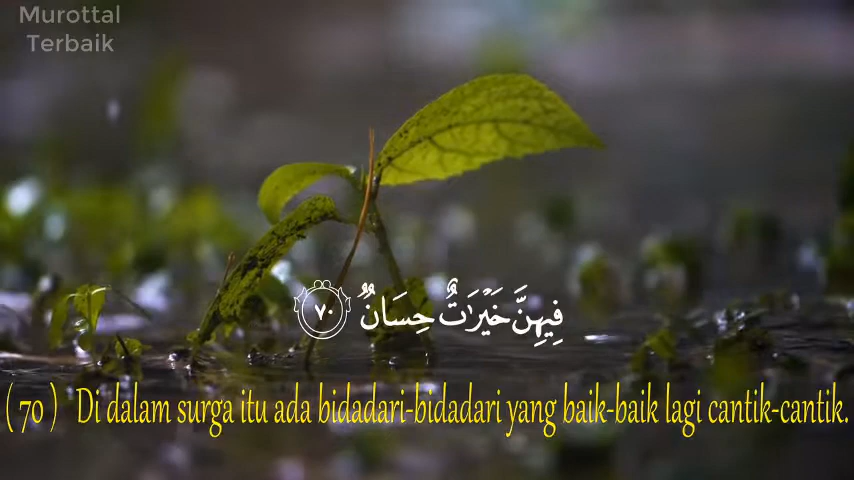 Murottal
Terbaik
فِيهِنَّ خَيْرَٰتٌ حِسَانٌ ٧٠
( 70 ) Di dalam surga itu ada bidadari-bidadari yang baik-baik lagi cantik-cantik.